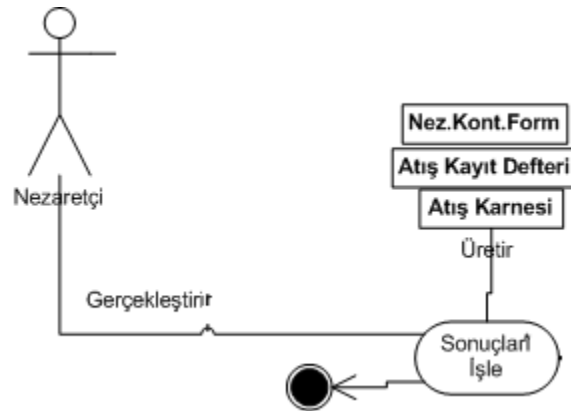 Nez.Kont.Form
Atış Kayıt Defteri
Atış Karnesi
Nezaretçi
Üretir
Gerçekleştirir
Sonuçları
İşle